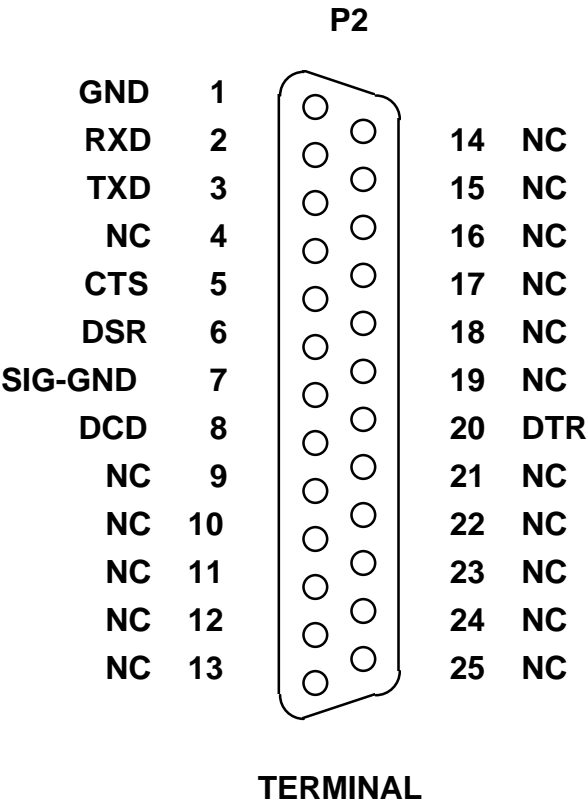 P2
GND 1
RXD 2
14 NC
TXD 3
15 NC
NC 4
16 NC
CTS 5
17 NC
DSR 6
18 NC
SIG-GND 7
19 NC
DCD 8
20 DTR
NC 9
21 NC
NC 10
22 NC
NC 11
23 NC
NC 12
24 NC
NC 13
25 NC
TERMINAL